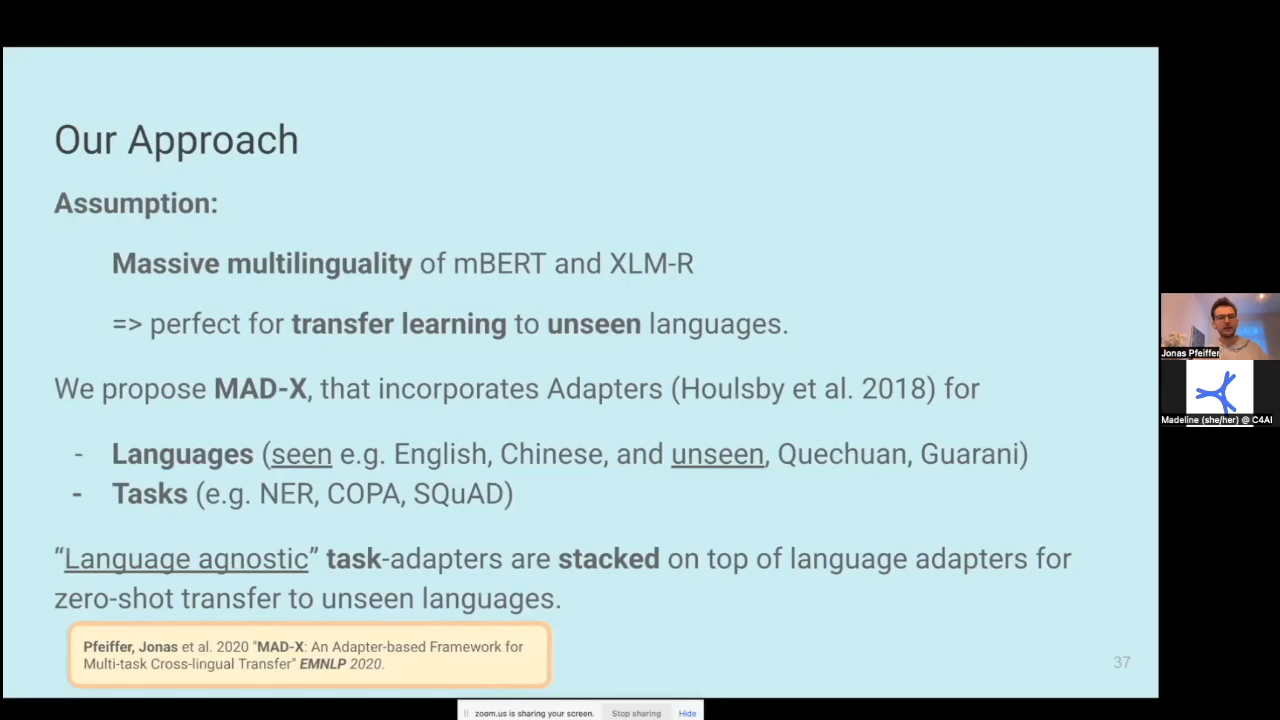 Our Approach
Assumption:
Massive multilinguality of mBERT and XLM-R
=> perfect for transfer learning to unseen languages.
We propose MAD-X, that incorporates Adapters (Houlsby et al. 2018) for
- Languages (seen e.g. English, Chinese, and unseen, Quechuan, Guarani)
- Tasks (e.g. NER, COPA, SQuAD)
“Language agnostic” task-adapters are stacked on top of language adapters for
zero-shot transfer to unseen languages.
Pfeiffer, Jonas et al. 2020 "MAD-X: An Adapter-based Framework for
Multi-task Cross-lingual Transfer" EMNLP 2020.
37
Jonas Pfeiffer
Madeline (she/her) @ C4AI
zoom.us is sharing your screen. Stop sharing Hide